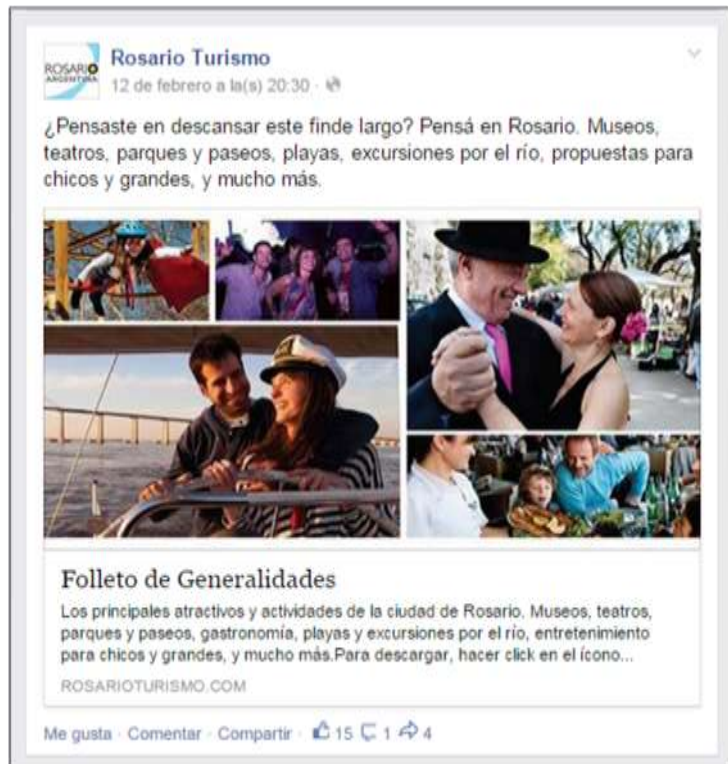 ROSARIO
ARGENTINA
Rosario Turismo
12 de febrero a la(s) 20:30 ·
¿Pensaste en descansar este finde largo? Pensá en Rosario. Museos,
teatros, parques y paseos, playas, excursiones por el río, propuestas para
chicos y grandes, y mucho más.
Folleto de Generalidades
Los principales atractivos y actividades de la ciudad de Rosario. Museos, teatros,
parques y paseos, gastronomía, playas y excursiones por el río, entretenimiento
para chicos y grandes, y mucho más.Para descargar, hacer click en el ícono...
ROSARIOTURISMO.COM
Me gusta · Comentar · Compartir · 15 1 4